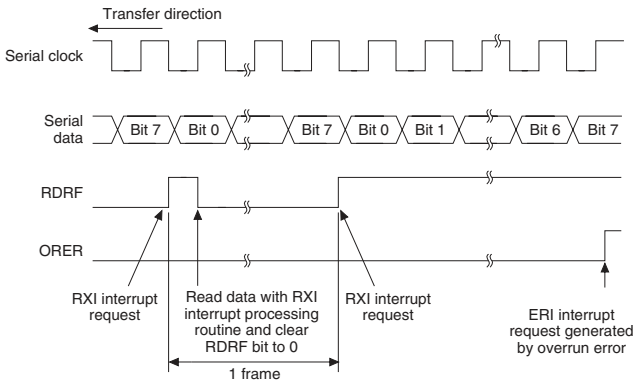 Transfer direction
Serial clock
Serial
data
Bit 7
Bit 0
Bit 7
Bit 0
Bit 1
Bit 6
Bit 7
RDRF
ORER
RXI interrupt
request
Read data with RXI
interrupt processing
routine and clear
RDRF bit to 0
RXI interrupt
request
ERI interrupt
request generated
by overrun error
1 frame